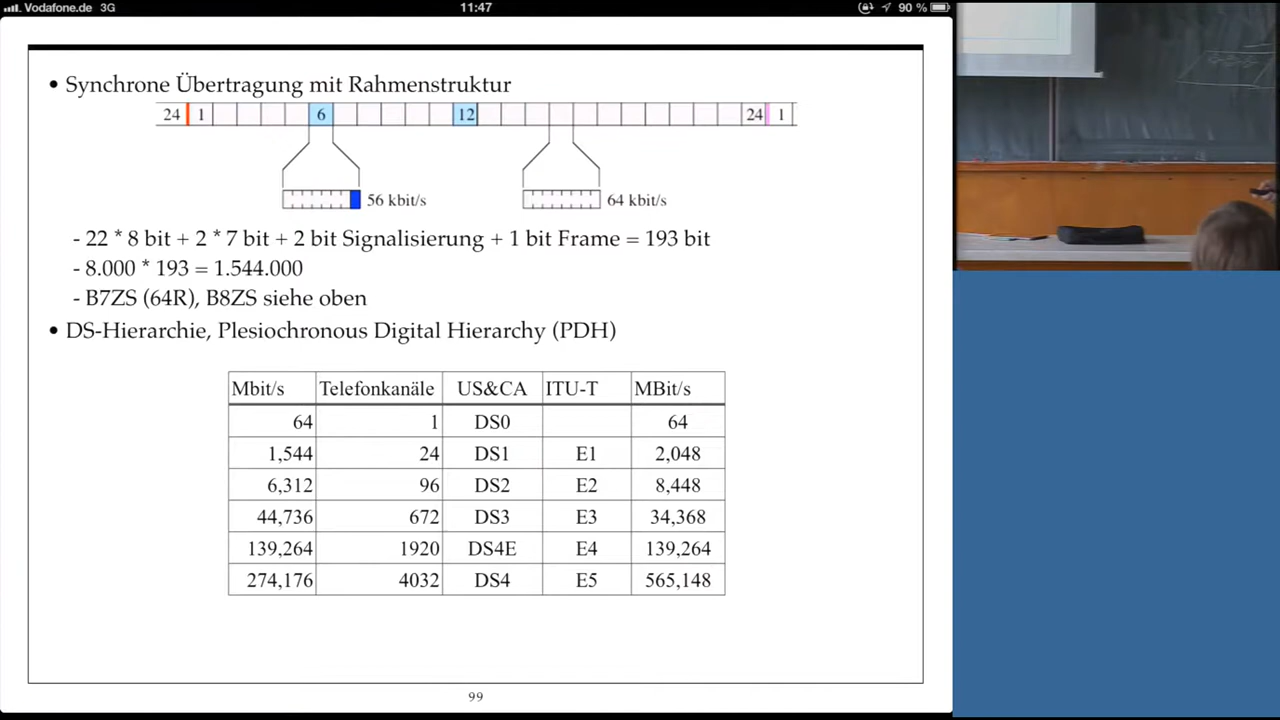 Vodafone.de 3G 11:47 90 %
• Synchrone Übertragung mit Rahmenstruktur
24 1 6 12 24 1
56 kbit/s 64 kbit/s
- 22 * 8 bit + 2 * 7 bit + 2 bit Signalisierung + 1 bit Frame = 193 bit
- 8.000 * 193 = 1.544.000
- B7ZS (64R), B8ZS siehe oben
• DS-Hierarchie, Plesiochronous Digital Hierarchy (PDH)
Mbit/s Telefonkanäle US&CA ITU-T MBit/s
64 1 DS0 64
1,544 24 DS1 E1 2,048
6,312 96 DS2 E2 8,448
44,736 672 DS3 E3 34,368
139,264 1920 DS4E E4 139,264
274,176 4032 DS4 E5 565,148
99